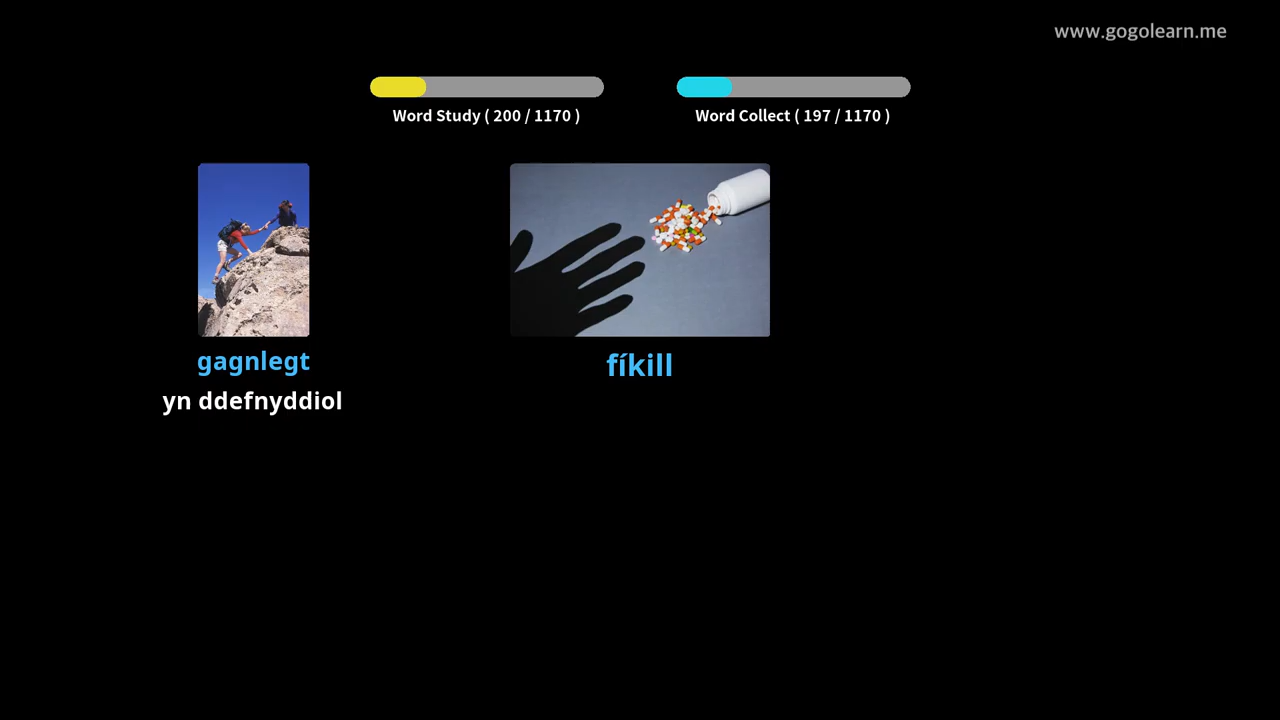 www.gogolearn.me
Word Study ( 200 / 1170 )
Word Collect ( 197 / 1170 )
gagnlegt
fíkill
yn ddefnyddiol